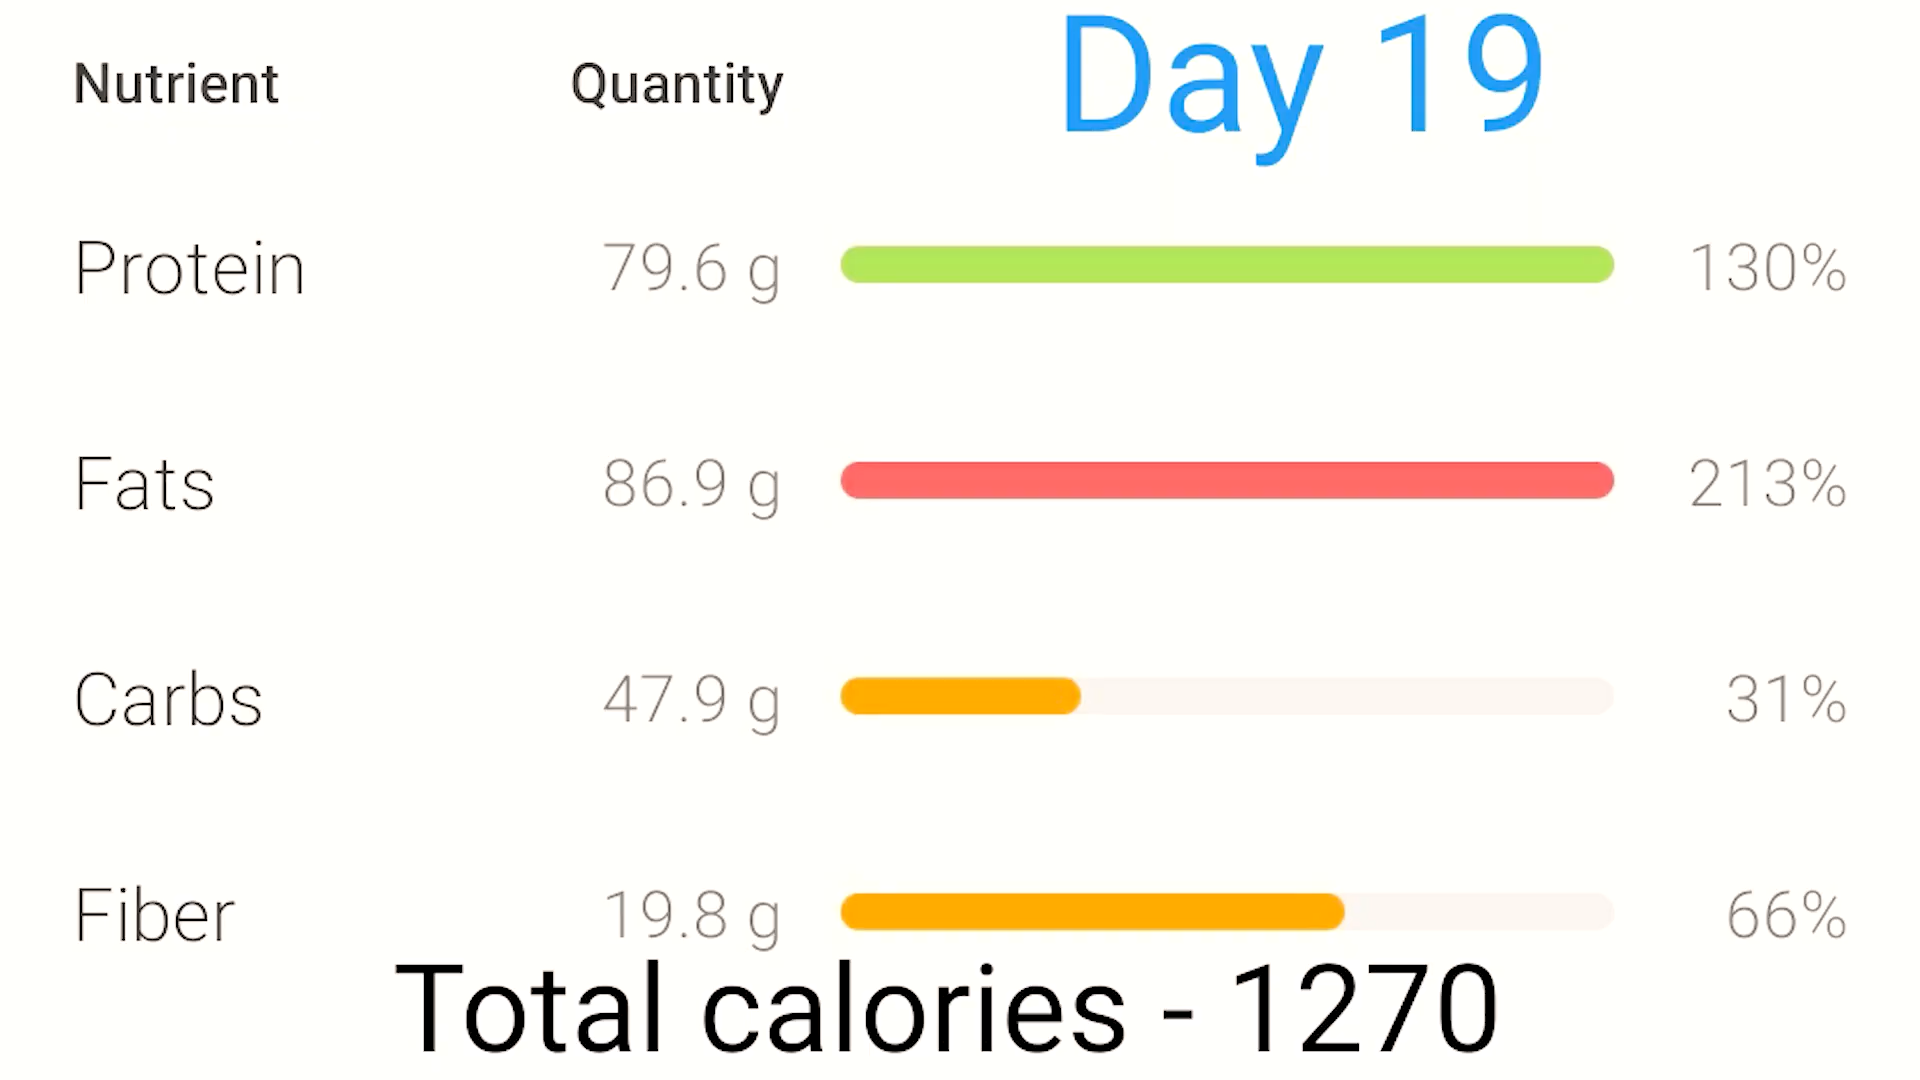 Nutrient Quantity Day 19
Protein 79.6 g 130%
Fats 86.9 g 213%
Carbs 47.9 g 31%
Fiber 19.8 g 66%
Total calories - 1270